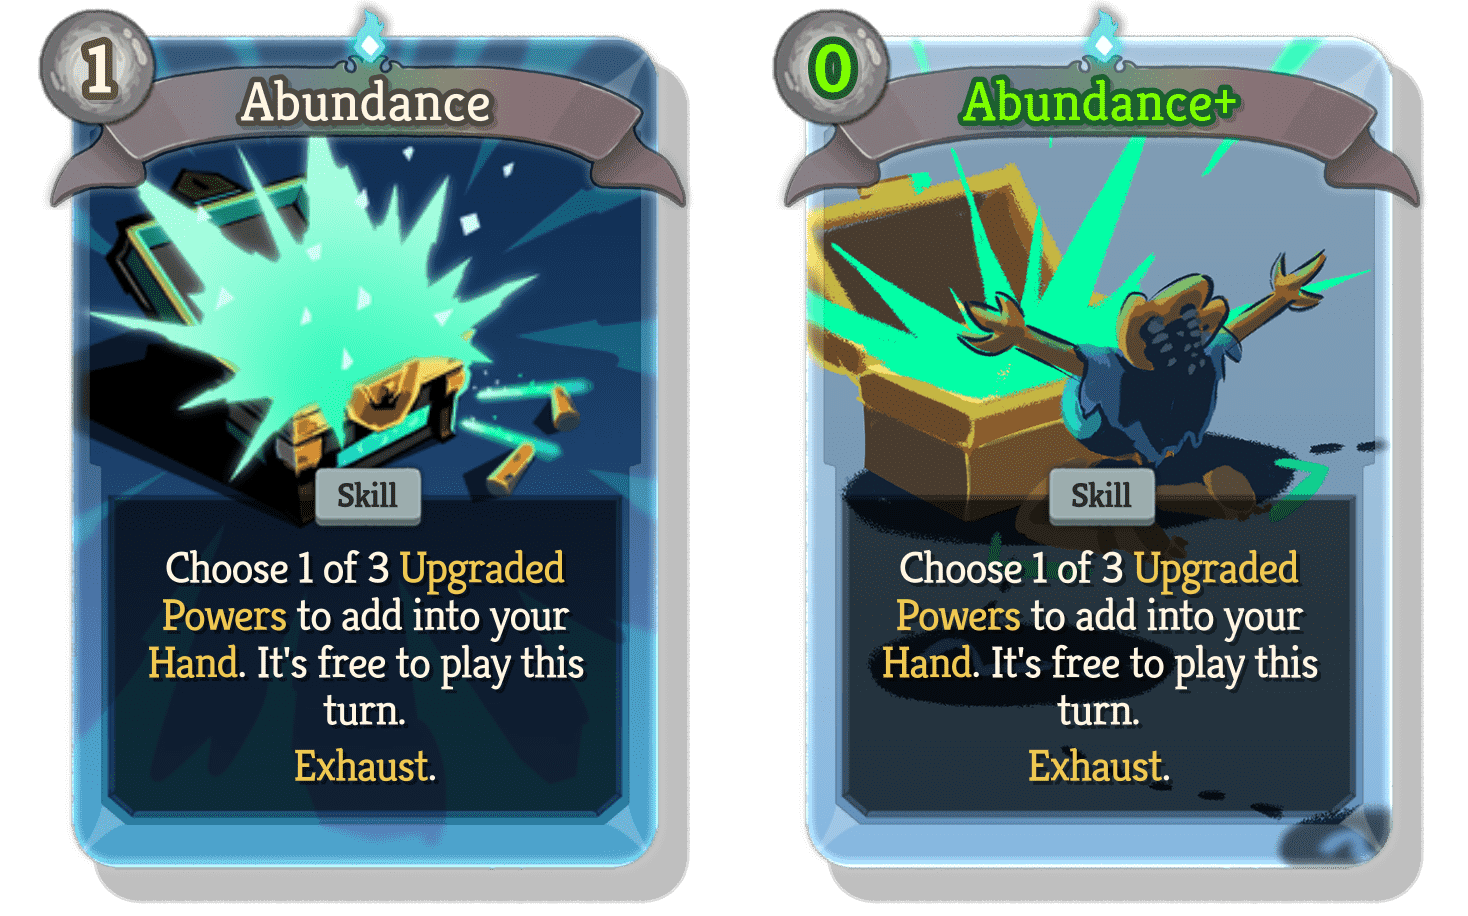 1
Abundance
Skill
Choose 1 of 3 Upgraded
Powers to add into your
Hand. It's free to play this
turn.
Exhaust.
0
Abundance+
Skill
Choose 1 of 3 Upgraded
Powers to add into your
Hand. It's free to play this
turn.
Exhaust.